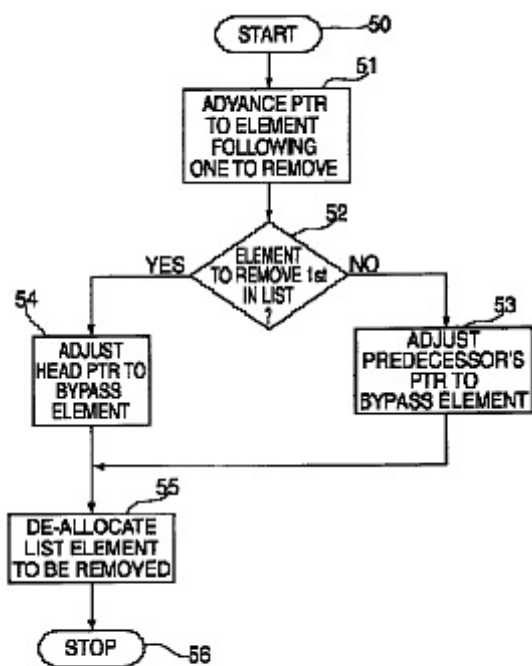 50
START
51
ADVANCE PTR
TO ELEMENT
FOLLOWING
ONE TO REMOVE
52
ELEMENT
TO REMOVE 1st
IN LIST
?
YES
NO
54
ADJUST
HEAD PTR TO
BYPASS
ELEMENT
53
ADJUST
PREDECESSOR'S
PTR TO
BYPASS ELEMENT
55
DE-ALLOCATE
LIST ELEMENT
TO BE REMOVED
STOP
56